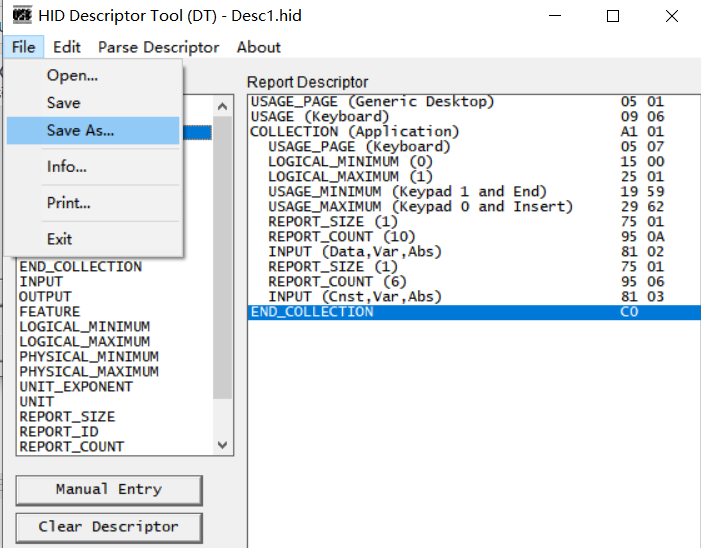 HID Descriptor Tool (DT) - Desc1.hid
File Edit Parse Descriptor About
Open...
Save
Save As...
Info...
Print...
Exit
END_COLLECTION
INPUT
OUTPUT
FEATURE
LOGICAL_MINIMUM
LOGICAL_MAXIMUM
PHYSICAL_MINIMUM
PHYSICAL_MAXIMUM
UNIT_EXPONENT
UNIT
REPORT_SIZE
REPORT_ID
REPORT_COUNT
Manual Entry
Clear Descriptor
Report Descriptor
USAGE_PAGE (Generic Desktop) 05 01
USAGE (Keyboard) 09 06
COLLECTION (Application) A1 01
USAGE_PAGE (Keyboard) 05 07
LOGICAL_MINIMUM (0) 15 00
LOGICAL_MAXIMUM (1) 25 01
USAGE_MINIMUM (Keypad 1 and End) 19 59
USAGE_MAXIMUM (Keypad 0 and Insert) 29 62
REPORT_SIZE (1) 75 01
REPORT_COUNT (10) 95 0A
INPUT (Data,Var,Abs) 81 02
REPORT_SIZE (1) 75 01
REPORT_COUNT (6) 95 06
INPUT (Cnst,Var,Abs) 81 03
END_COLLECTION C0